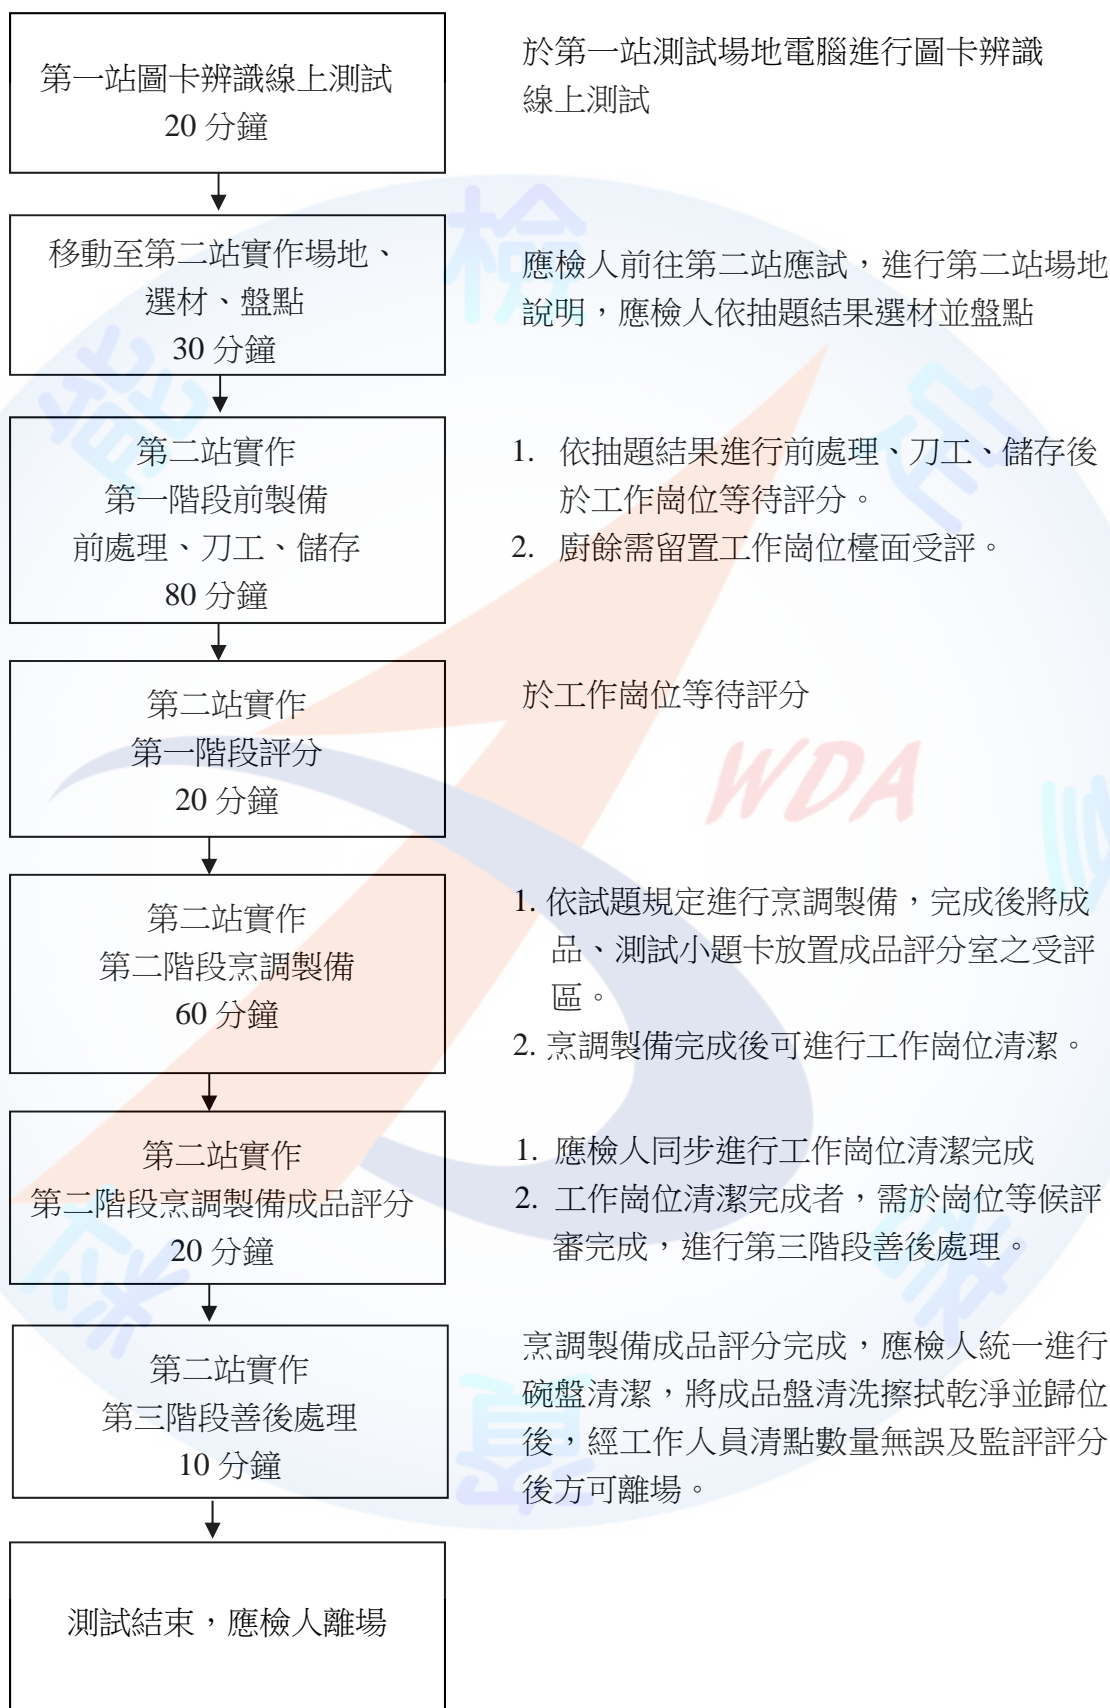 第一站圖卡辨識線上測試
20 分鐘
於第一站測試場地電腦進行圖卡辨識
線上測試
移動至第二站實作場地、
選材、盤點
30 分鐘
應檢人前往第二站應試，進行第二站場地
說明，應檢人依抽題結果選材並盤點
第二站實作
第一階段前製備
前處理、刀工、儲存
80 分鐘
1. 依抽題結果進行前處理、刀工、儲存後
於工作崗位等待評分。
2. 廚餘需留置工作崗位檯面受評。
第二站實作
第一階段評分
20 分鐘
於工作崗位等待評分
第二站實作
第二階段烹調製備
60 分鐘
1. 依試題規定進行烹調製備，完成後將成
品、測試小題卡放置成品評分室之受評
區。
2. 烹調製備完成後可進行工作崗位清潔。
第二站實作
第二階段烹調製備成品評分
20 分鐘
1. 應檢人同步進行工作崗位清潔完成
2. 工作崗位清潔完成者，需於崗位等候評
審完成，進行第三階段善後處理。
第二站實作
第三階段善後處理
10 分鐘
烹調製備成品評分完成，應檢人統一進行
碗盤清潔，將成品盤清洗擦拭乾淨並歸位
後，經工作人員清點數量無誤及監評評分
後方可離場。
測試結束，應檢人離場
技能檢定
WDA